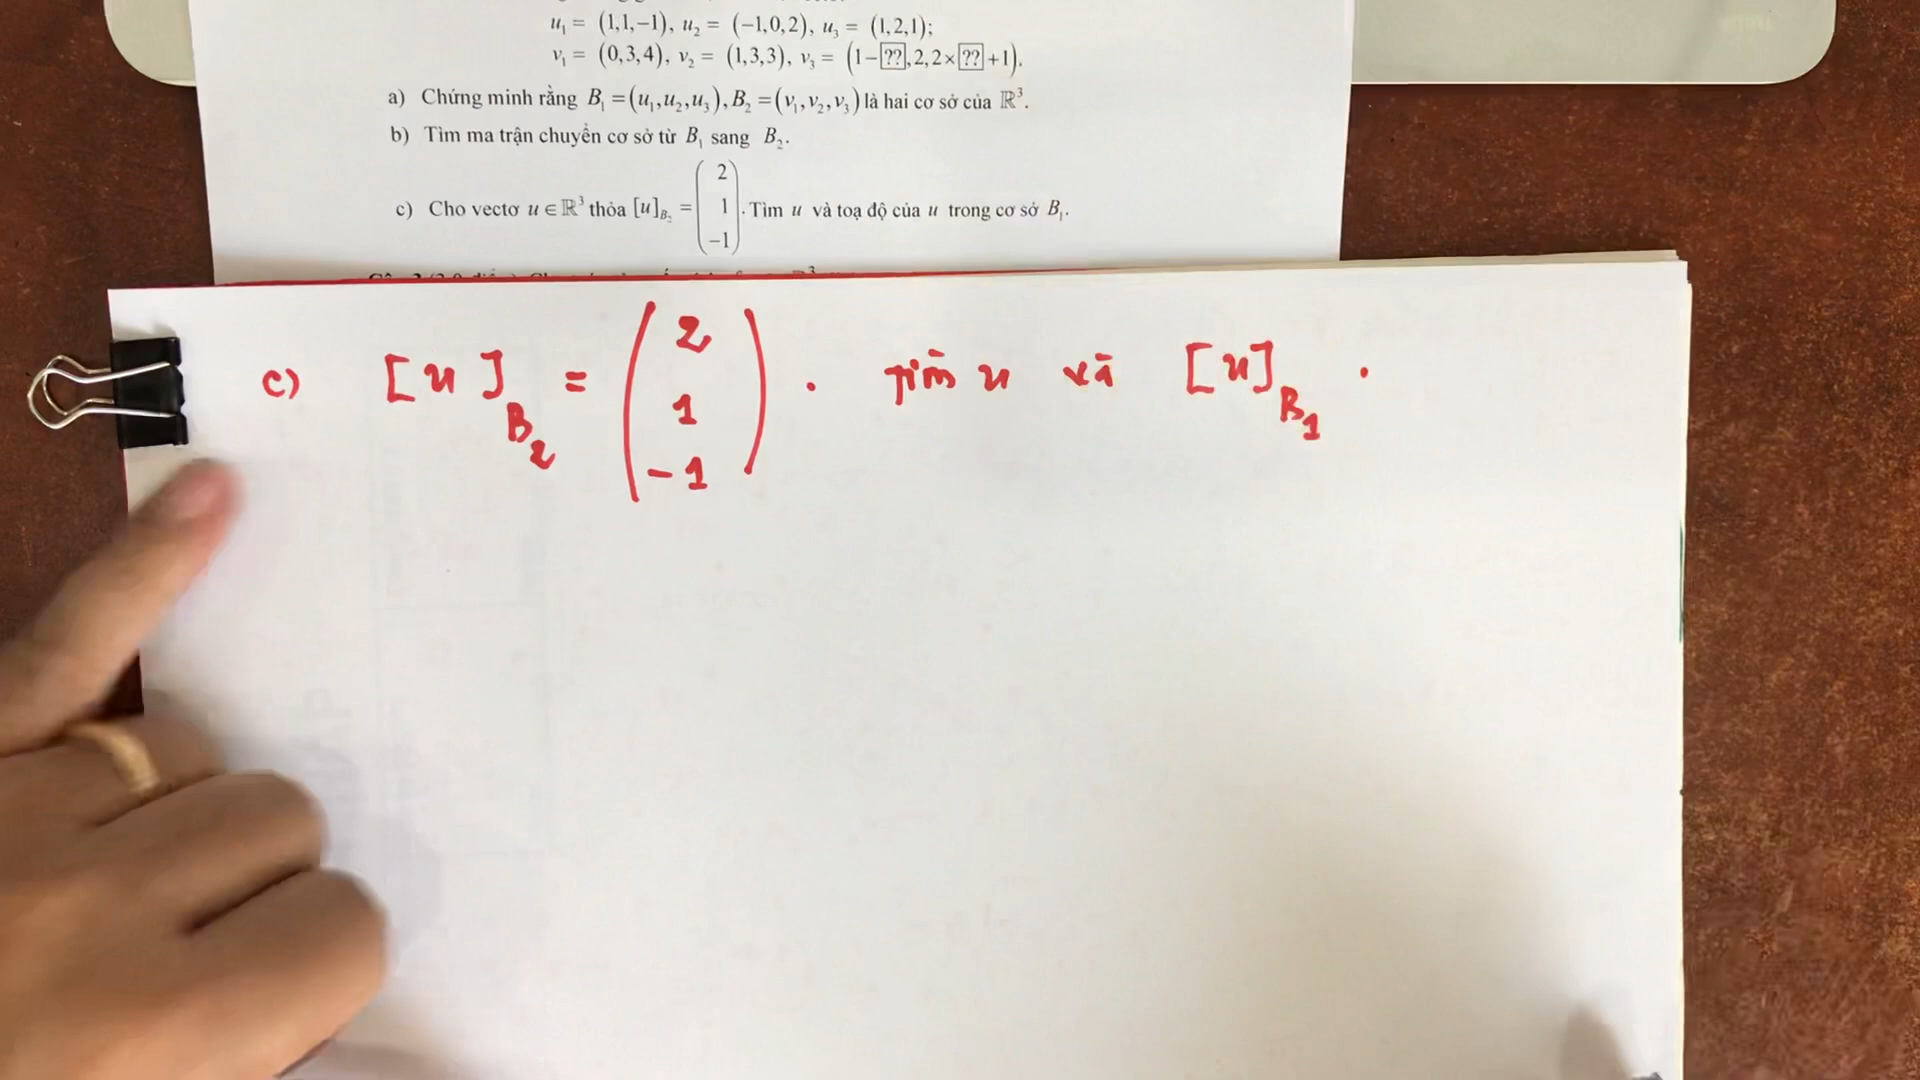 u₁ = (1,1,−1), u₂ = (−1,0,2), u₃ = (1,2,1);
v₁ = (0,3,4), v₂ = (1,3,3), v₃ = (1−??,2,2×??+1).
a) Chứng minh rằng B₁ = (u₁,u₂,u₃), B₂ = (v₁,v₂,v₃) là hai cơ sở của ℝ³.
b) Tìm ma trận chuyển cơ sở từ B₁ sang B₂.
c) Cho vectơ u ∈ ℝ³ thỏa [u]B₂ = (2 1 −1). Tìm u và toạ độ của u trong cơ sở B₁.
c) [u]B₂ = (2 1 -1). Tìm u và [u]B₁.